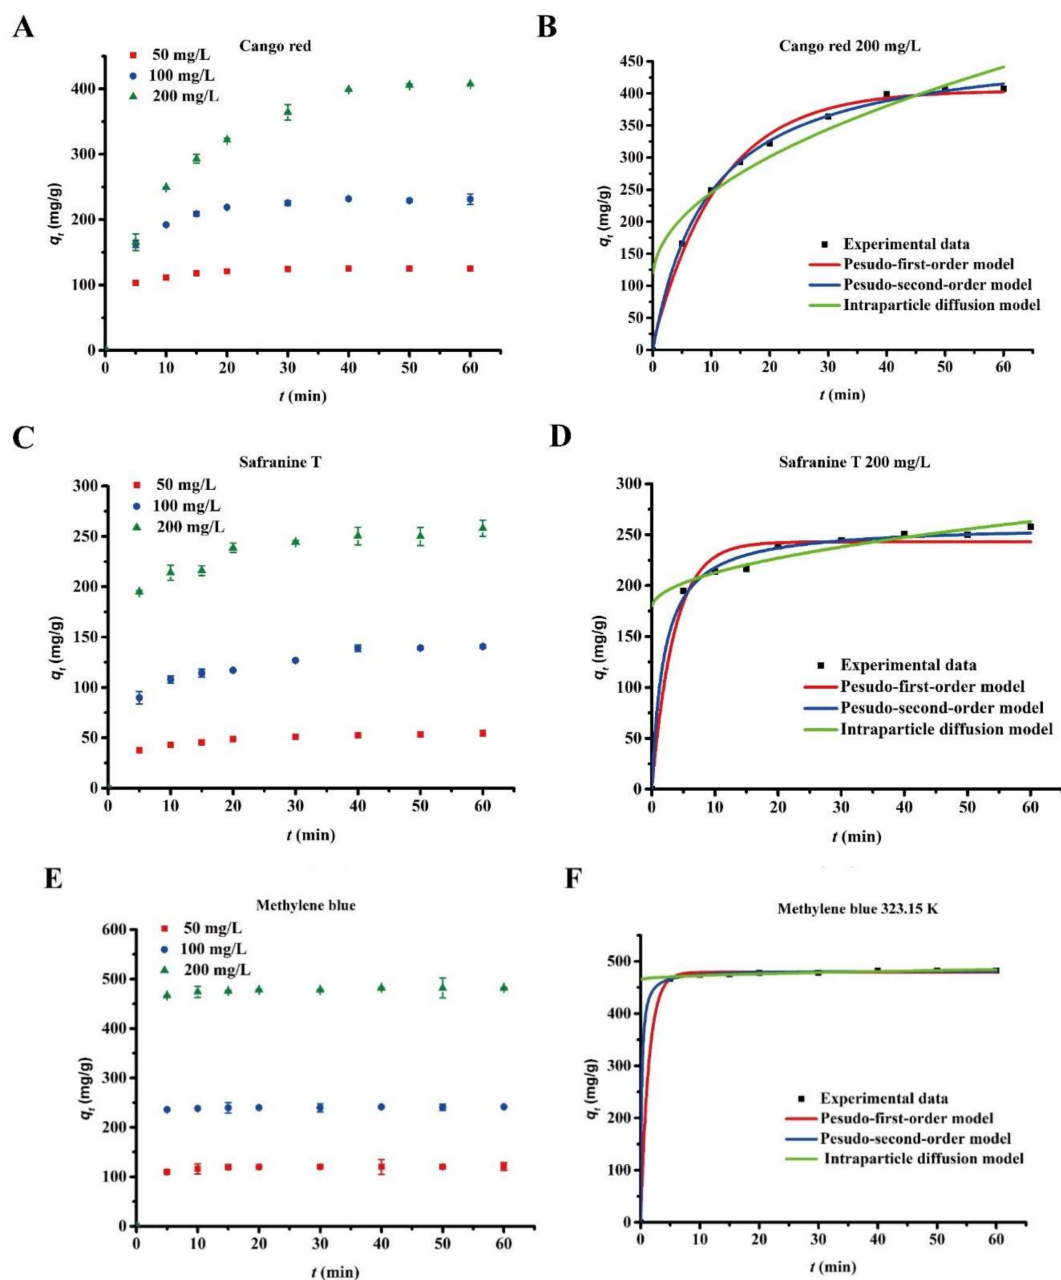 A
Cango red
50 mg/L
100 mg/L
200 mg/L
400
300
200
100
0
qt (mg/g)
0 10 20 30 40 50 60
t (min)
B
Cango red 200 mg/L
450
400
350
300
250
200
150
100
50
0
qt (mg/g)
Experimental data
Pesudo-first-order model
Pesudo-second-order model
Intraparticle diffusion model
0 10 20 30 40 50 60
t (min)
C
Safranine T
50 mg/L
100 mg/L
200 mg/L
300
250
200
150
100
50
0
qt (mg/g)
0 10 20 30 40 50 60
t (min)
D
Safranine T 200 mg/L
300
250
200
150
100
50
0
qt (mg/g)
Experimental data
Pesudo-first-order model
Pesudo-second-order model
Intraparticle diffusion model
0 10 20 30 40 50 60
t (min)
E
Methylene blue
50 mg/L
100 mg/L
200 mg/L
600
500
400
300
200
100
0
qt (mg/g)
0 10 20 30 40 50 60
t (min)
F
Methylene blue 323.15 K
500
400
300
200
100
0
qt (mg/g)
Experimental data
Pesudo-first-order model
Pesudo-second-order model
Intraparticle diffusion model
0 10 20 30 40 50 60
t (min)